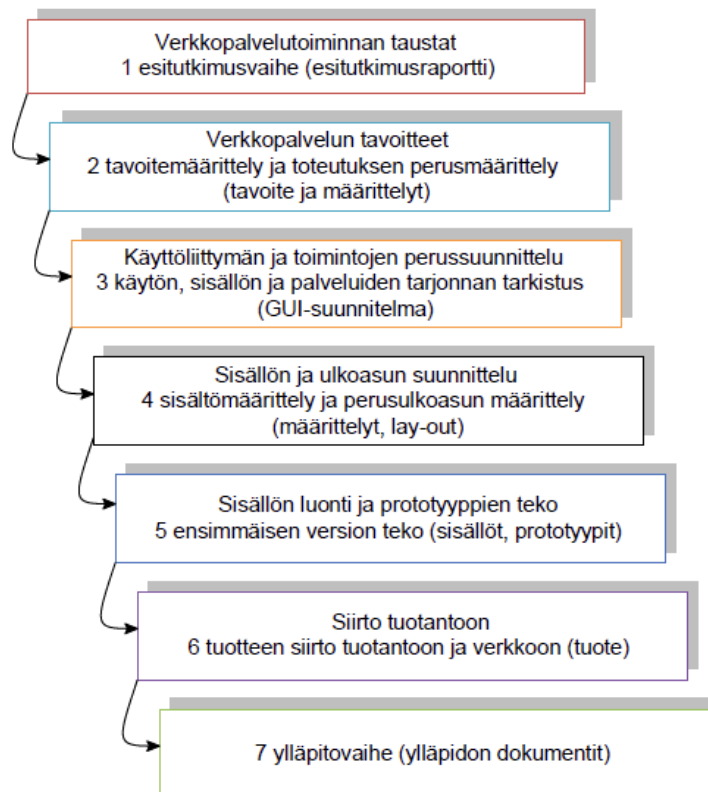 Verkkopalvelutoiminnan taustat
1 esitutkimusvaihe (esitutkimusraportti)
Verkkopalvelun tavoitteet
2 tavoitemäärittely ja toteutuksen perusmäärittely
(tavoite ja määrittelyt)
Käyttöliittymän ja toimintojen perussuunnittelu
3 käytön, sisällön ja palveluiden tarjonnan tarkistus
(GUI-suunnitelma)
Sisällön ja ulkoasun suunnittelu
4 sisältömäärittely ja perusulkoasun määrittely
(määrittelyt, lay-out)
Sisällön luonti ja prototyyppien teko
5 ensimmäisen version teko (sisällöt, prototyypit)
Siirto tuotantoon
6 tuotteen siirto tuotantoon ja verkkoon (tuote)
7 ylläpitovaihe (ylläpidon dokumentit)